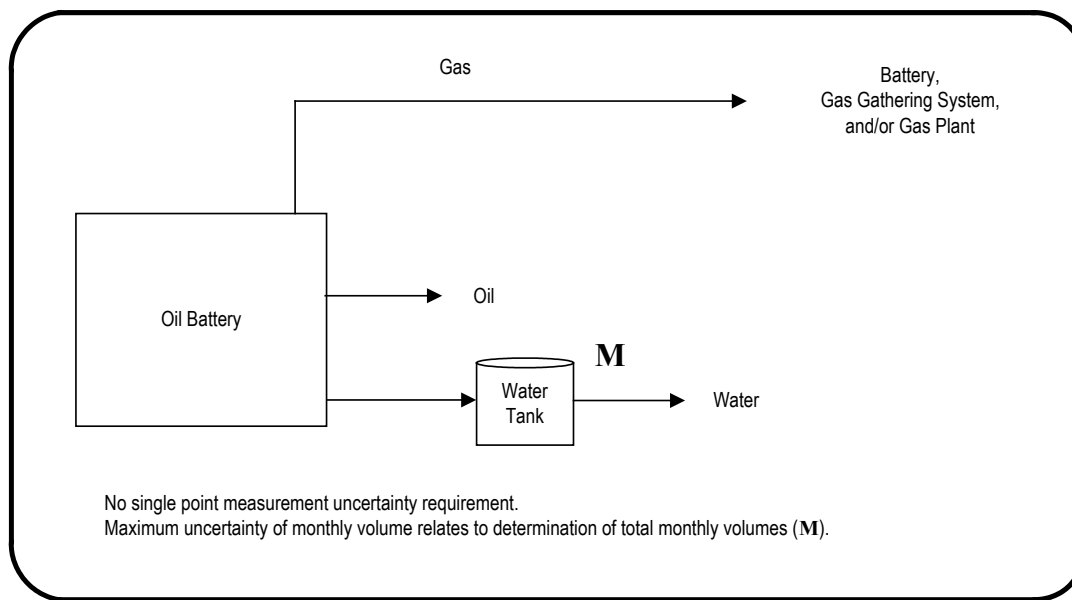 Gas
Battery,
Gas Gathering System,
and/or Gas Plant
Oil Battery
Oil
M
Water
Tank
Water
No single point measurement uncertainty requirement.
Maximum uncertainty of monthly volume relates to determination of total monthly volumes (M).